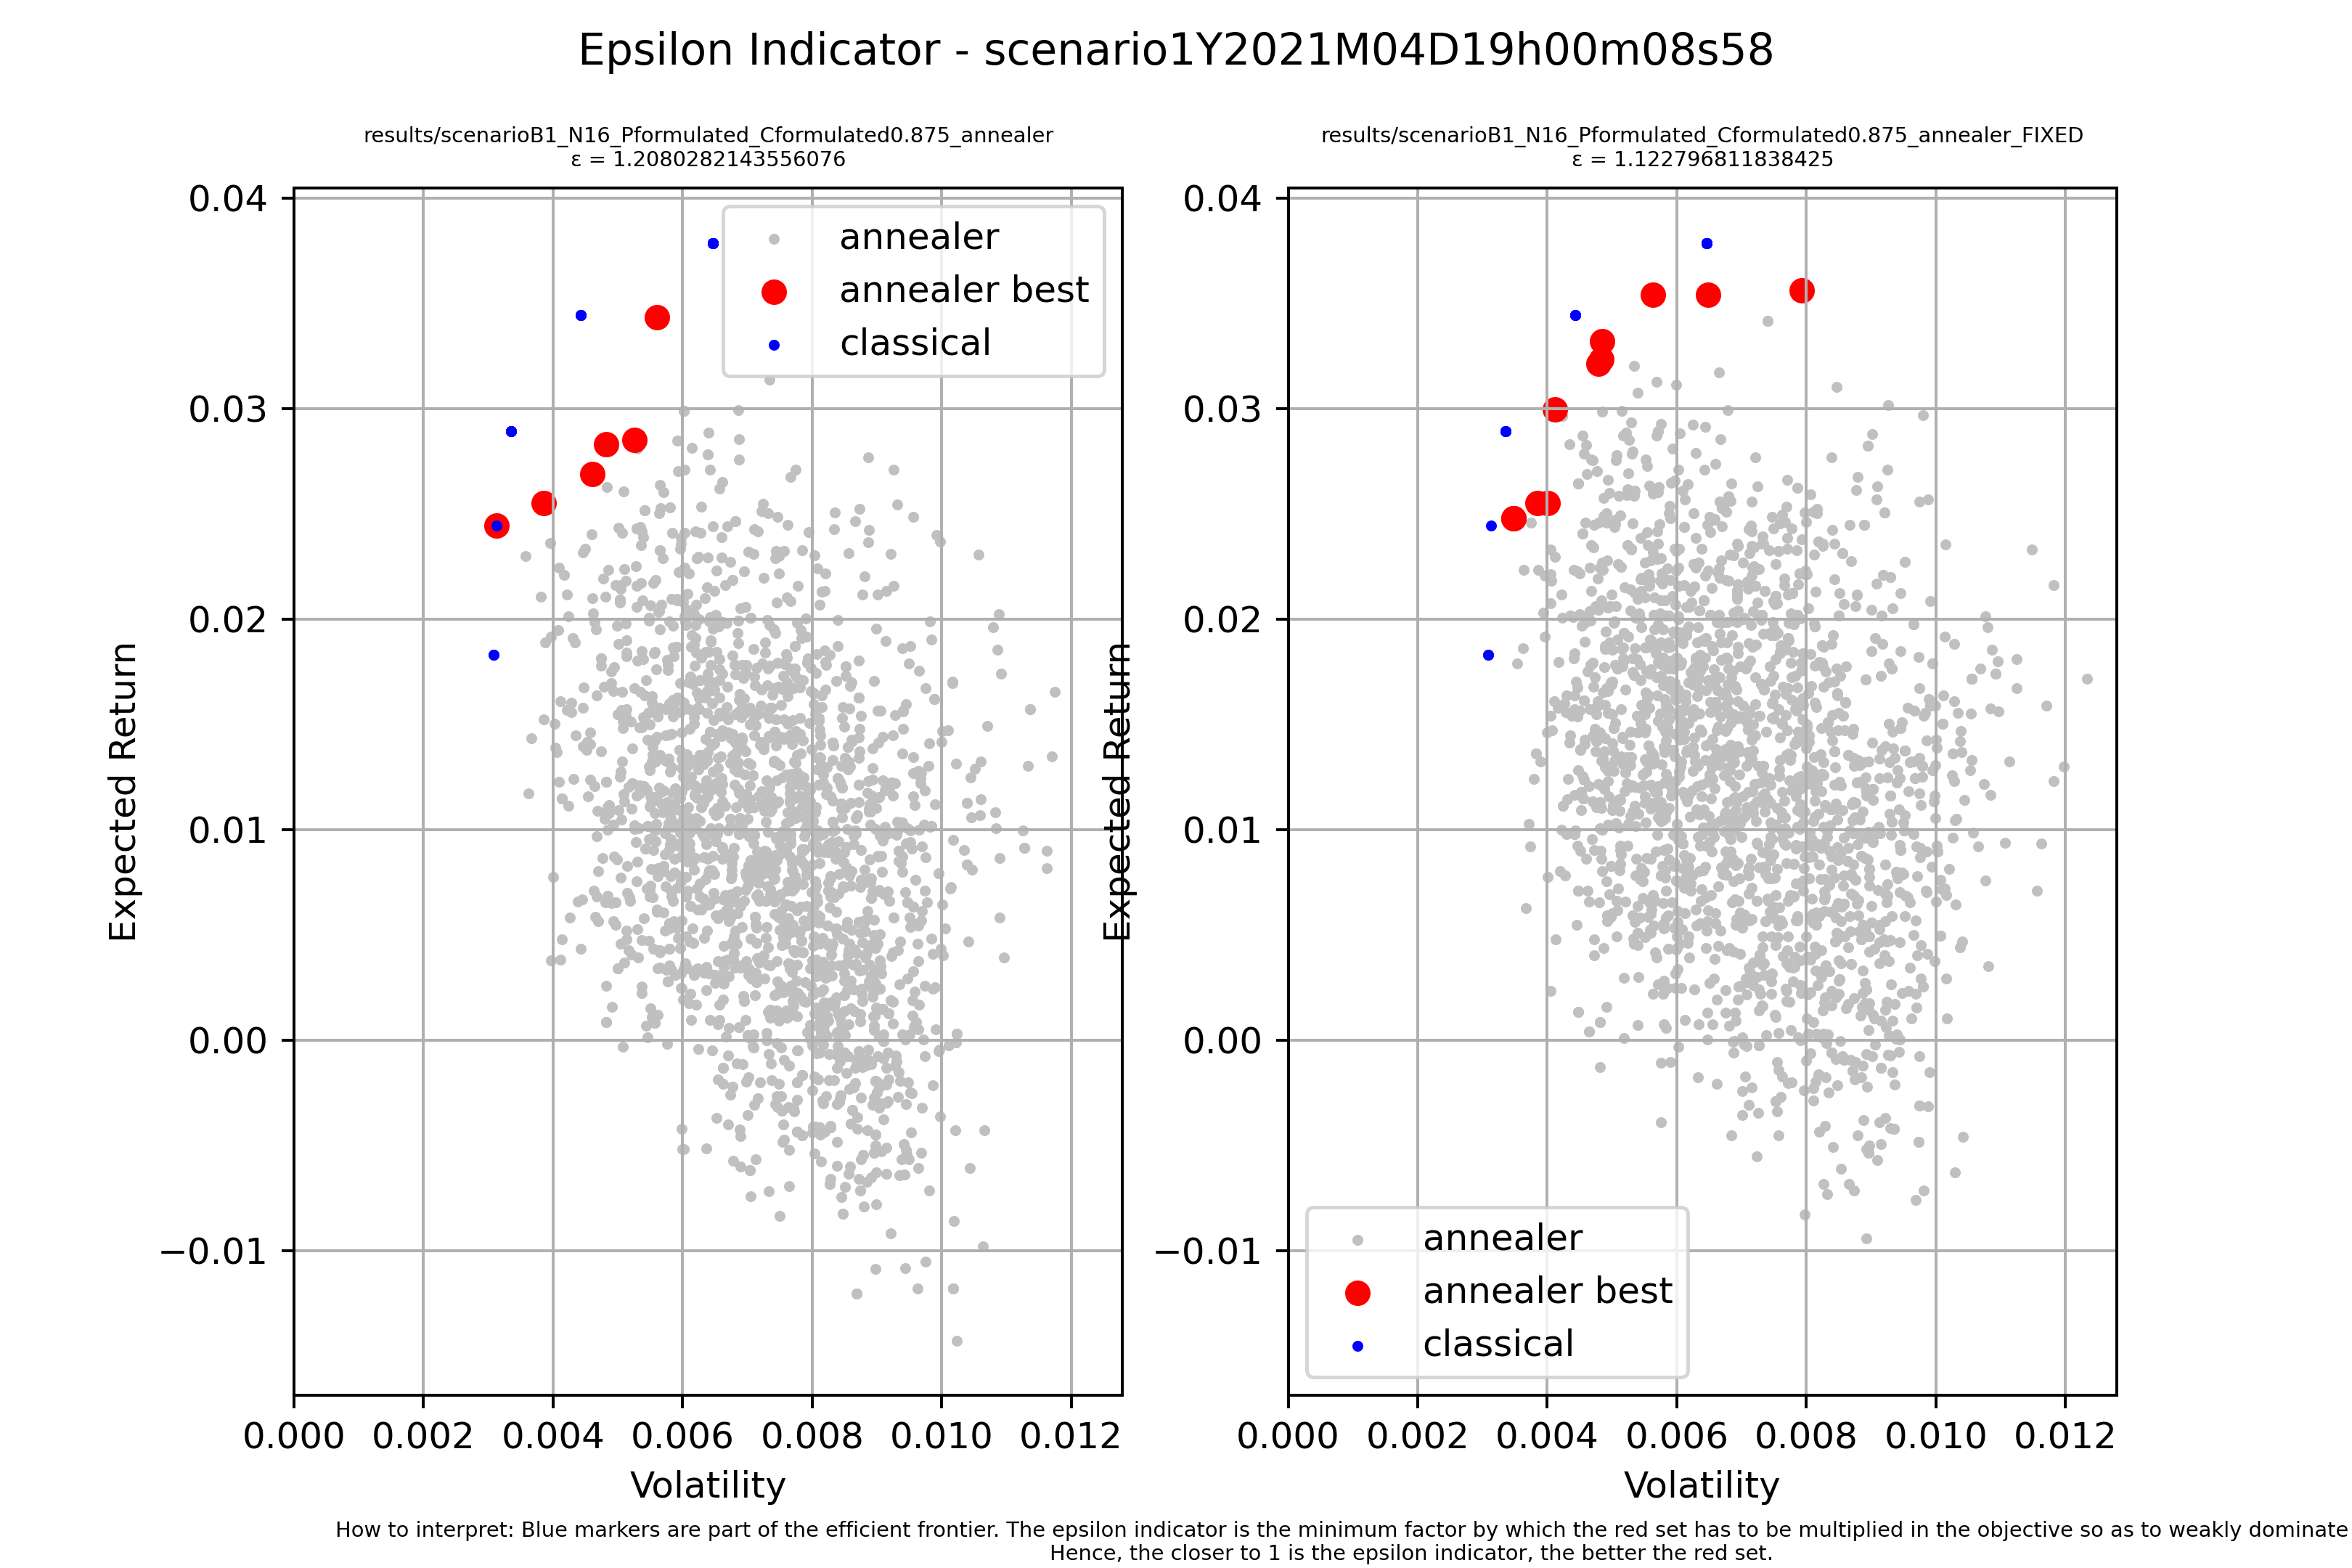 Epsilon Indicator - scenario1Y2021M04D19h00m08s58
results/scenarioB1_N16_Pformulated_Cformulated0.875_annealer
ε = 1.2080282143556076
0.04
0.03
0.02
0.01
0.00
−0.01
Expected Return
annealer
annealer best
classical
0.000 0.002 0.004 0.006 0.008 0.010 0.012
Volatility
results/scenarioB1_N16_Pformulated_Cformulated0.875_annealer_FIXED
ε = 1.122796811838425
0.04
0.03
0.02
0.01
0.00
−0.01
Expected Return
annealer
annealer best
classical
0.000 0.002 0.004 0.006 0.008 0.010 0.012
Volatility
How to interpret: Blue markers are part of the efficient frontier. The epsilon indicator is the minimum factor by which the red set has to be multiplied in the objective so as to weakly dominate
Hence, the closer to 1 is the epsilon indicator, the better the red set.